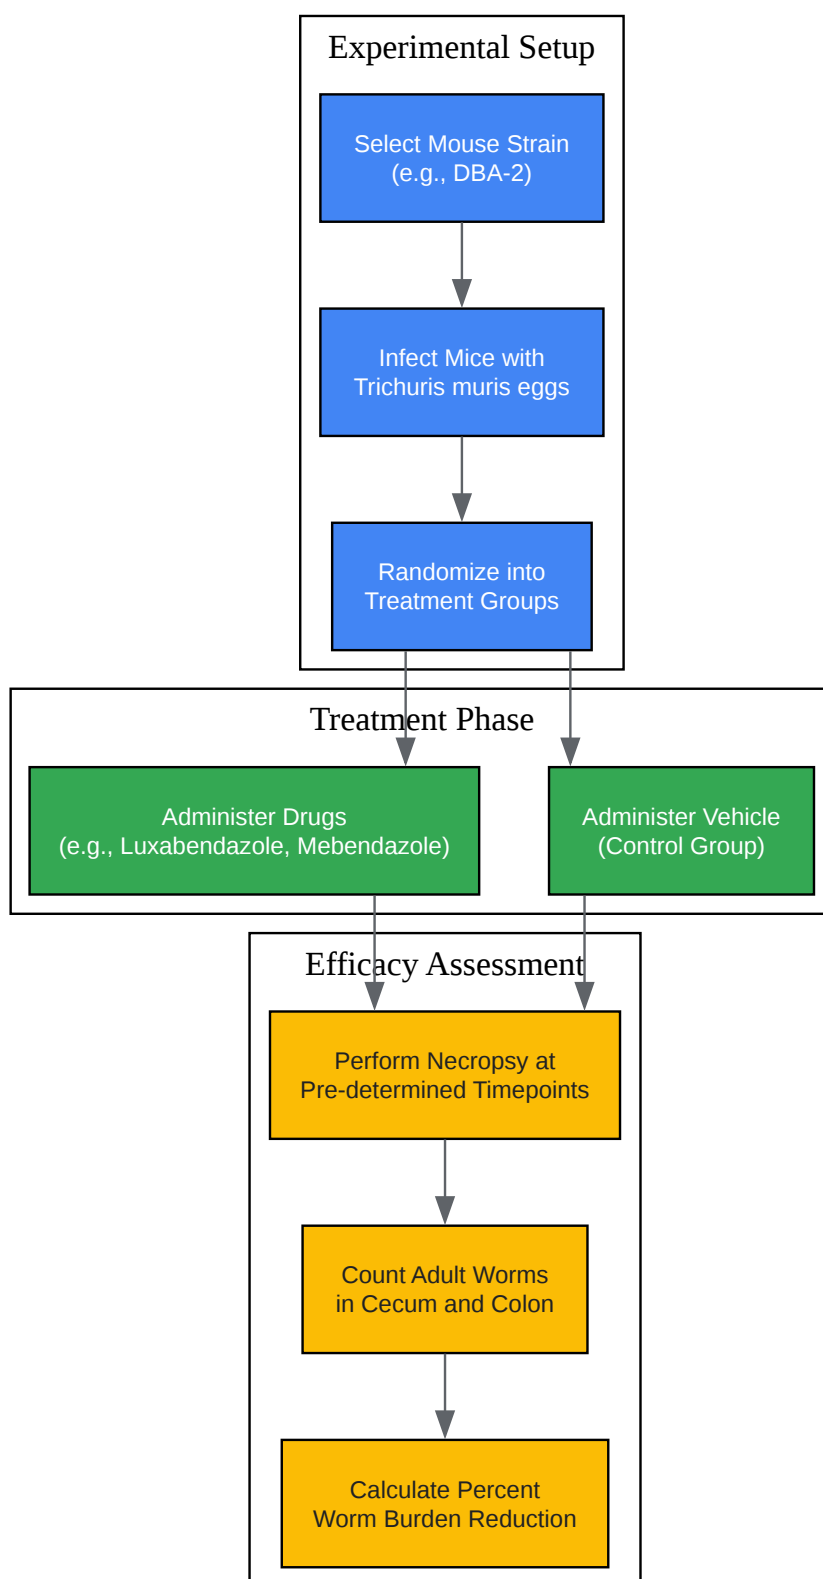 Experimental Setup
Select Mouse Strain
(e.g., DBA-2)
Infect Mice with
Trichuris muris eggs
Randomize into
Treatment Groups
Treatment Phase
Administer Drugs
(e.g., Luxabendazole, Mebendazole)
Administer Vehicle
(Control Group)
Efficacy Assessment
Perform Necropsy at
Pre-determined Timepoints
Count Adult Worms
in Cecum and Colon
Calculate Percent
Worm Burden Reduction